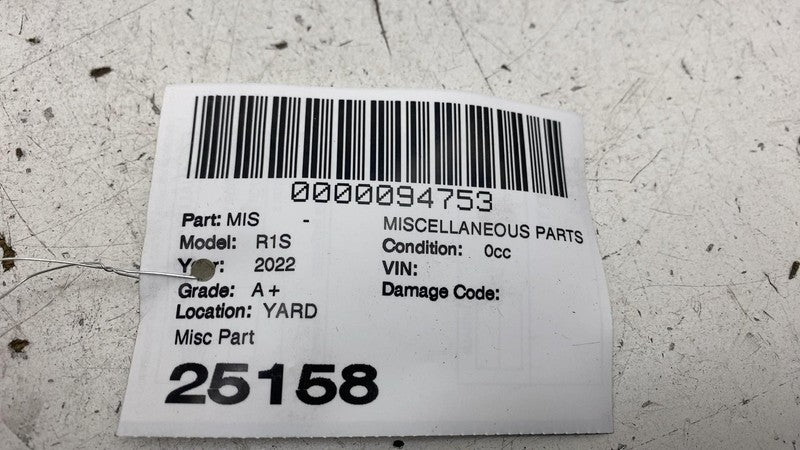 0000094753
Part: MIS - MISCELLANEOUS PARTS
Model: R1S Condition: 0cc
Year: 2022 VIN:
Grade: A+ Damage Code:
Location: YARD
Misc Part
25158